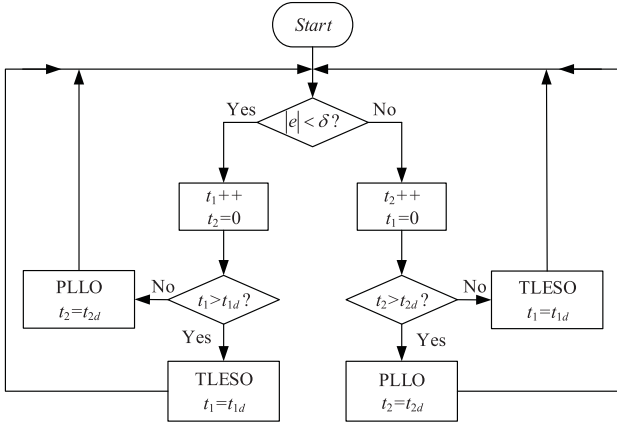 Start
Yes
No
|e| < δ ?
t₁++
t₂=0
t₂++
t₁=0
PLLO
t₂=t₂d
No
t₁>t₁d ?
t₂>t₂d ?
No
TLESO
t₁=t₁d
Yes
Yes
TLESO
t₁=t₁d
PLLO
t₂=t₂d